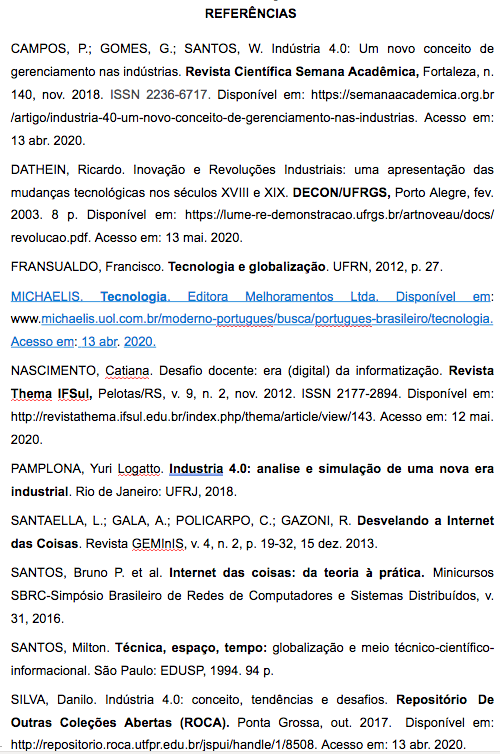 REFERÊNCIAS
CAMPOS, P.; GOMES, G.; SANTOS, W. Indústria 4.0: Um novo conceito de
gerenciamento nas indústrias. Revista Científica Semana Acadêmica, Fortaleza, n.
140, nov. 2018. ISSN 2236-6717. Disponível em: https://semanaacademica.org.br
/artigo/industria-40-um-novo-conceito-de-gerenciamento-nas-industrias. Acesso em:
13 abr. 2020.
DATHEIN, Ricardo. Inovação e Revoluções Industriais: uma apresentação das
mudanças tecnológicas nos séculos XVIII e XIX. DECON/UFRGS, Porto Alegre, fev.
2003. 8 p. Disponível em: https://lume-re-demonstracao.ufrgs.br/artnoveau/docs/
revolucao.pdf. Acesso em: 13 mai. 2020.
FRANSUALDO, Francisco. Tecnologia e globalização. UFRN, 2012, p. 27.
MICHAELIS. Tecnologia. Editora Melhoramentos Ltda. Disponível em:
www.michaelis.uol.com.br/moderno-portugues/busca/portugues-brasileiro/tecnologia.
Acesso em: 13 abr. 2020.
NASCIMENTO, Catiana. Desafio docente: era (digital) da informatização. Revista
Thema IFSul, Pelotas/RS, v. 9, n. 2, nov. 2012. ISSN 2177-2894. Disponível em:
http://revistathema.ifsul.edu.br/index.php/thema/article/view/143. Acesso em: 12 mai.
2020.
PAMPLONA, Yuri Logatto. Industria 4.0: analise e simulação de uma nova era
industrial. Rio de Janeiro: UFRJ, 2018.
SANTAELLA, L.; GALA, A.; POLICARPO, C.; GAZONI, R. Desvelando a Internet
das Coisas. Revista GEMInIS, v. 4, n. 2, p. 19-32, 15 dez. 2013.
SANTOS, Bruno P. et al. Internet das coisas: da teoria à prática. Minicursos
SBRC-Simpósio Brasileiro de Redes de Computadores e Sistemas Distribuídos, v.
31, 2016.
SANTOS, Milton. Técnica, espaço, tempo: globalização e meio técnico-científico-
informacional. São Paulo: EDUSP, 1994. 94 p.
SILVA, Danilo. Indústria 4.0: conceito, tendências e desafios. Repositório De
Outras Coleções Abertas (ROCA). Ponta Grossa, out. 2017. Disponível em:
http://repositorio.roca.utfpr.edu.br/jspui/handle/1/8508. Acesso em: 13 abr. 2020.